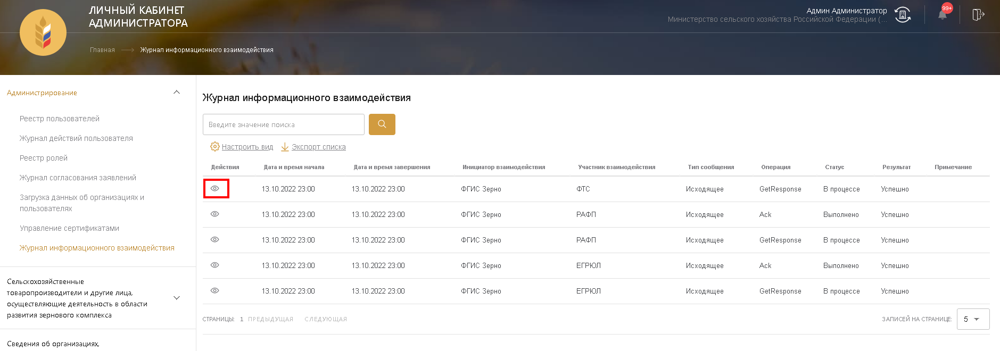 ЛИЧНЫЙ КАБИНЕТ
АДМИНИСТРАТОРА
Админ Администратор
Министерство сельского хозяйства Российской Федерации (...
99+
Главная
Журнал информационного взаимодействия
Администрирование
Реестр пользователей
Журнал действий пользователя
Реестр ролей
Журнал согласования заявлений
Загрузка данных об организациях и
пользователях
Управление сертификатами
Журнал информационного взаимодействия
Сельскохозяйственные
товаропроизводители и другие лица,
осуществляющие деятельность в области
развития зернового комплекса
Сведения об организациях,
Журнал информационного взаимодействия
Введите значение поиска
Настроить вид Экспорт списка
Действия Дата и время начала Дата и время завершения Инициатор взаимодействия Участник взаимодействия Тип сообщения Операция Статус Результат Примечание
13.10.2022 23:00 13.10.2022 23:00 ФГИС Зерно ФТС Исходящее GetResponse В процессе Успешно
13.10.2022 23:00 13.10.2022 23:00 ФГИС Зерно РАФП Исходящее Ack Выполнено Успешно
13.10.2022 23:00 13.10.2022 23:00 ФГИС Зерно РАФП Исходящее GetResponse В процессе Успешно
13.10.2022 23:00 13.10.2022 23:00 ФГИС Зерно ЕГРЮЛ Исходящее Ack Выполнено Успешно
13.10.2022 23:00 13.10.2022 23:00 ФГИС Зерно ЕГРЮЛ Исходящее GetResponse В процессе Успешно
СТРАНИЦЫ: 1 ПРЕДЫДУЩАЯ СЛЕДУЮЩАЯ
ЗАПИСЕЙ НА СТРАНИЦЕ: 5